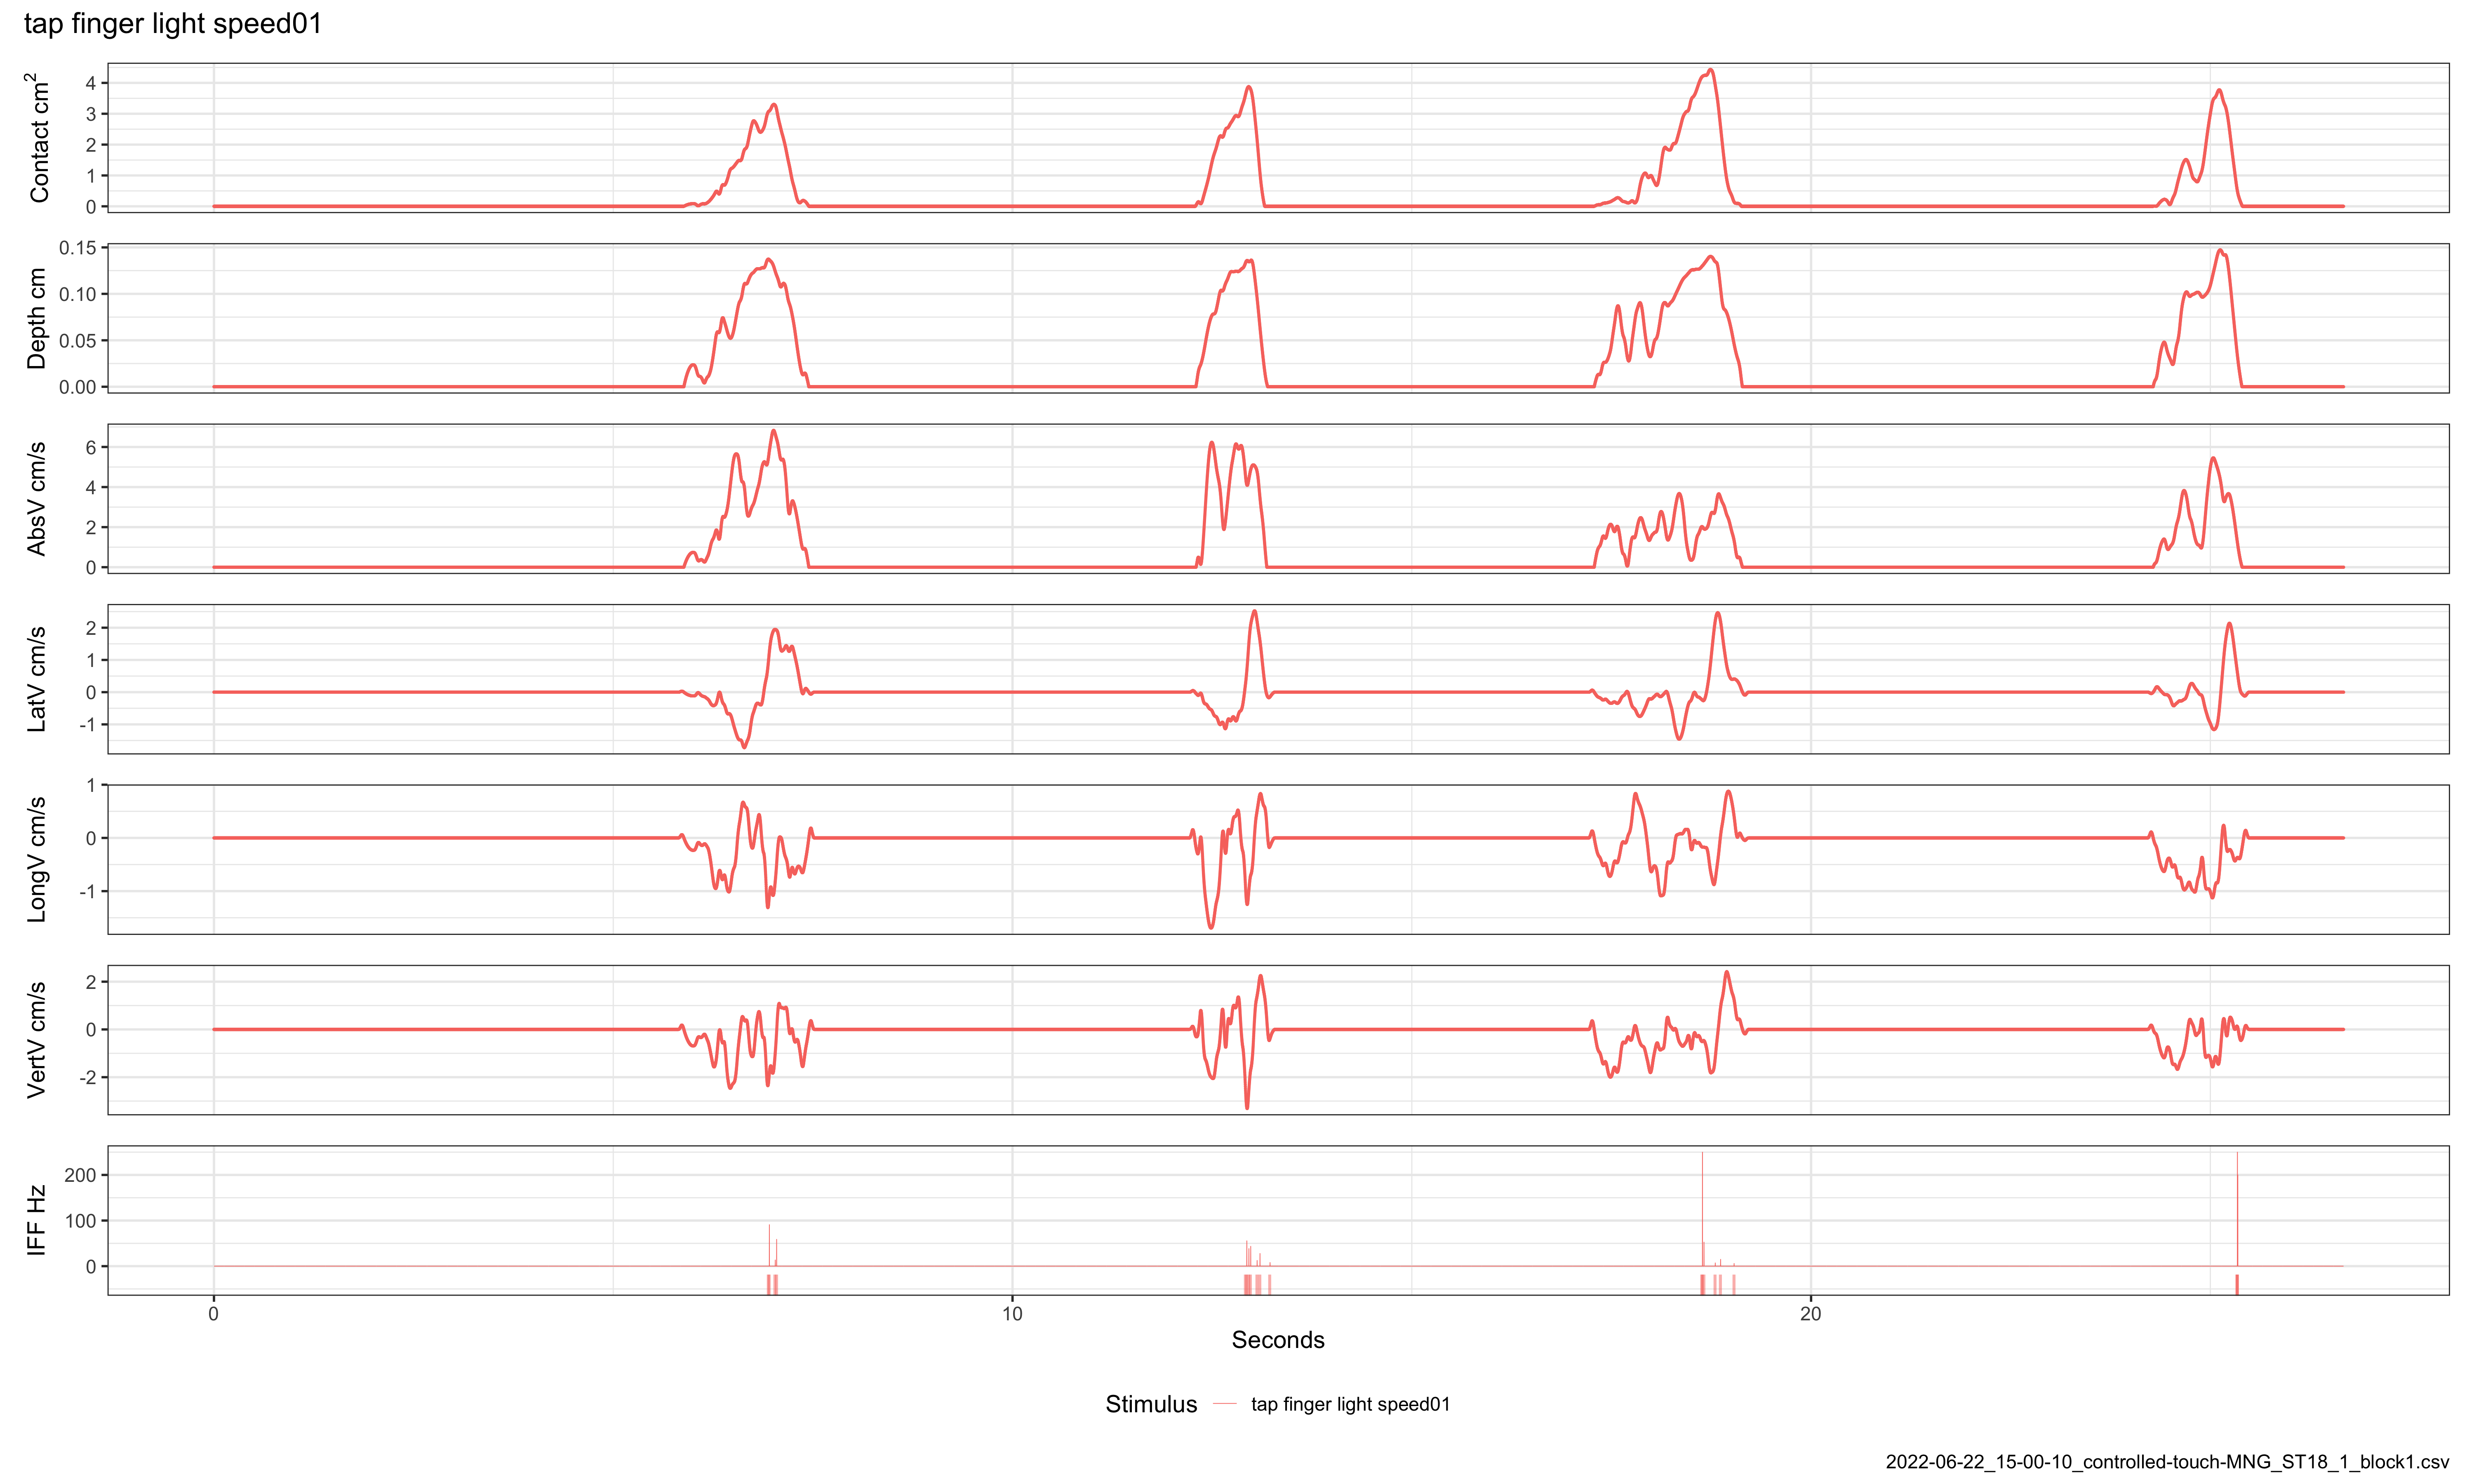 tap finger light speed01
Contact cm²
4
3
2
1
0
Depth cm
0.15
0.10
0.05
0.00
AbsV cm/s
6
4
2
0
LatV cm/s
2
1
0
-1
LongV cm/s
1
0
-1
VertV cm/s
2
0
-2
IFF Hz
200
100
0
0 10 20
Seconds
Stimulus tap finger light speed01
2022-06-22_15-00-10_controlled-touch-MNG_ST18_1_block1.csv